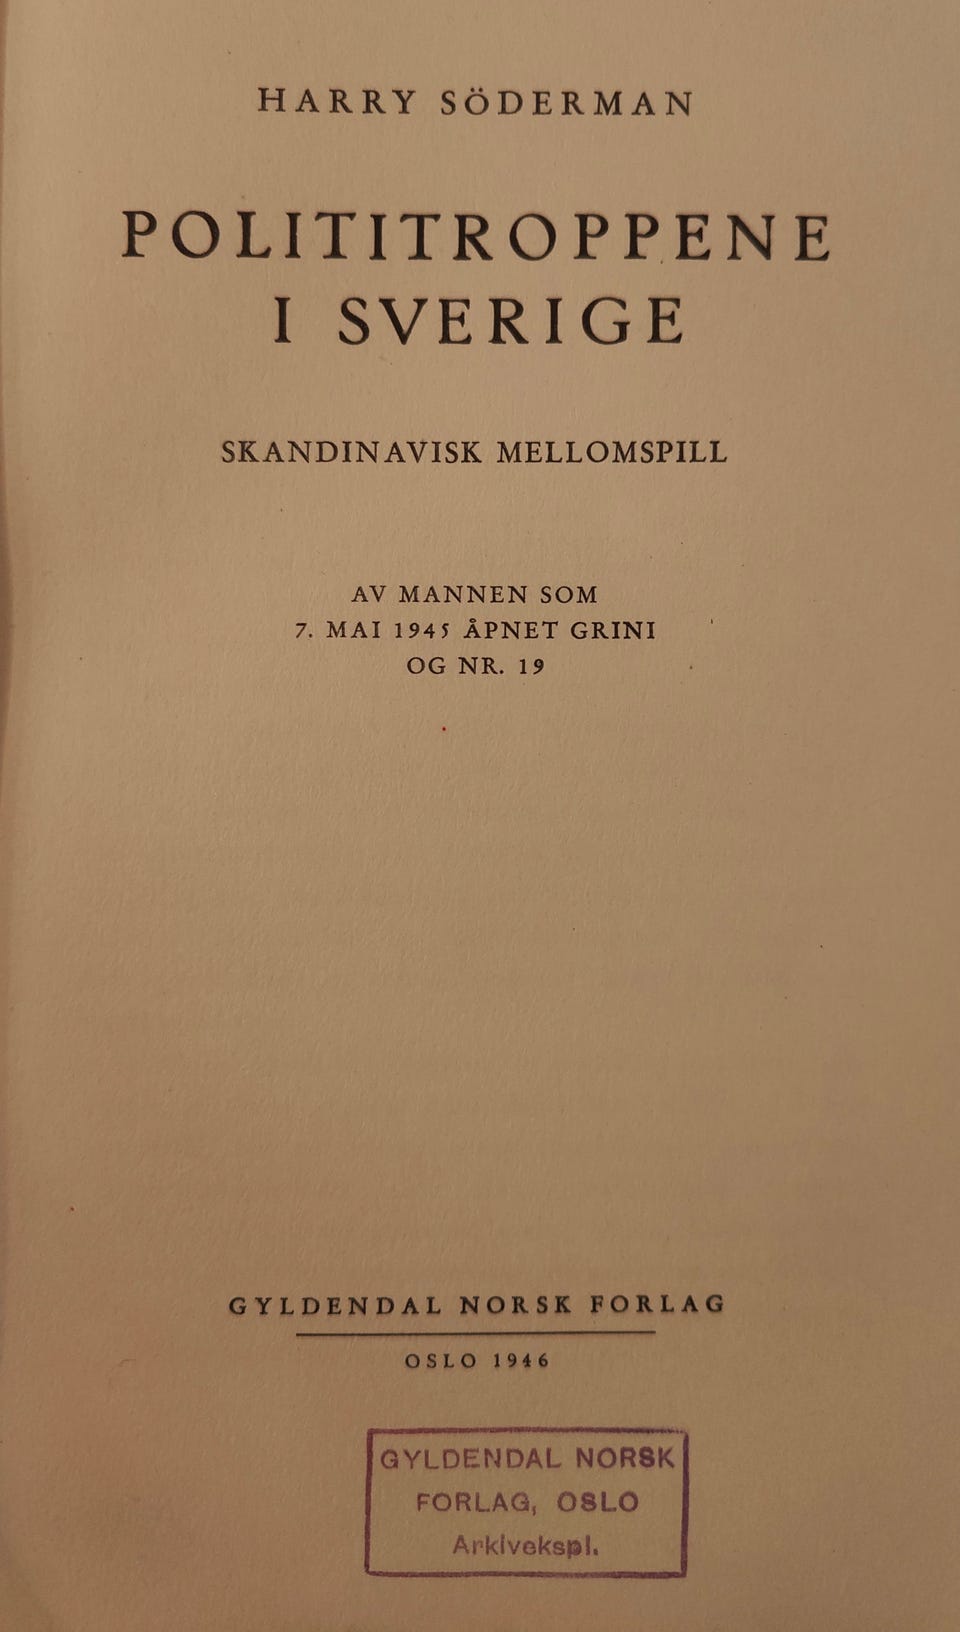 HARRY SÖDERMAN
POLITITROPPENE
I SVERIGE
SKANDINAVISK MELLOMSPILL
AV MANNEN SOM
7. MAI 1945 ÅPNET GRINI
OG NR. 19
GYLDENDAL NORSK FORLAG
OSLO 1946
GYLDENDAL NORSK
FORLAG, OSLO
Arkivekspl.